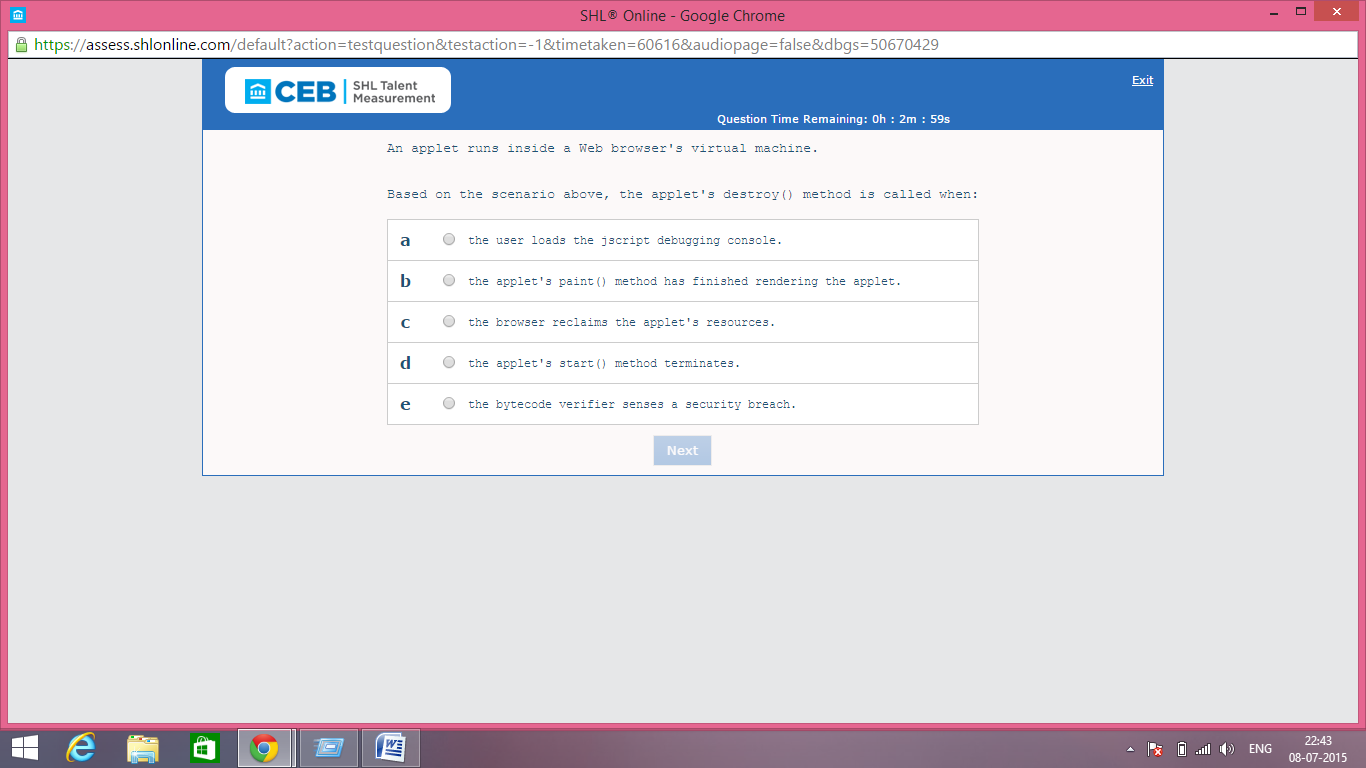 SHL® Online - Google Chrome
https://assess.shlonline.com/default?action=testquestion&testaction=-1&timetaken=60616&audiopage=false&dbgs=50670429
CEB SHL Talent
Measurement
Exit
Question Time Remaining: 0h : 2m : 59s
An applet runs inside a Web browser's virtual machine.
Based on the scenario above, the applet's destroy() method is called when:
a the user loads the jscript debugging console.
b the applet's paint() method has finished rendering the applet.
c the browser reclaims the applet's resources.
d the applet's start() method terminates.
e the bytecode verifier senses a security breach.
Next
ENG
22:43
08-07-2015